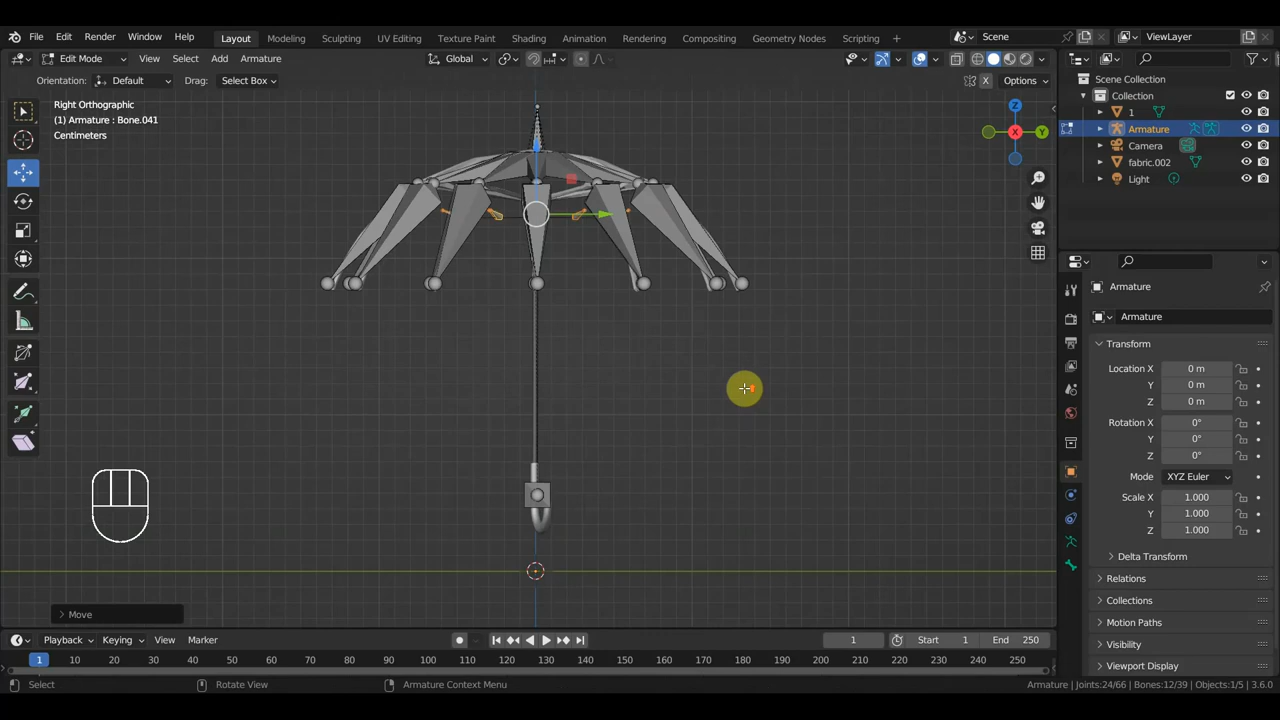 File Edit Render Window Help Layout Modeling Sculpting UV Editing Texture Paint Shading Animation Rendering Compositing Geometry Nodes Scripting + Scene ViewLayer
Edit Mode View Select Add Armature Global X
Orientation: Default Drag: Select Box X Options
Right Orthographic
(1) Armature : Bone.041
Centimeters
Z
X
Y
Scene Collection
Collection
1
Armature
Camera
fabric.002
Light
Armature
Armature
Transform
Location X 0 m
Y 0 m
Z 0 m
Rotation X 0°
Y 0°
Z 0°
Mode XYZ Euler
Scale X 1.000
Y 1.000
Z 1.000
Delta Transform
Relations
Collections
Motion Paths
Visibility
Viewport Display
> Move
Playback Keying View Marker 1 Start 1 End 250
1 10 20 30 40 50 60 70 80 90 100 110 120 130 140 150 160 170 180 190 200 210 220 230 240 250
Select Rotate View Armature Context Menu Armature | Joints:24/66 | Bones:12/39 | Objects:1/5 | 3.6.0